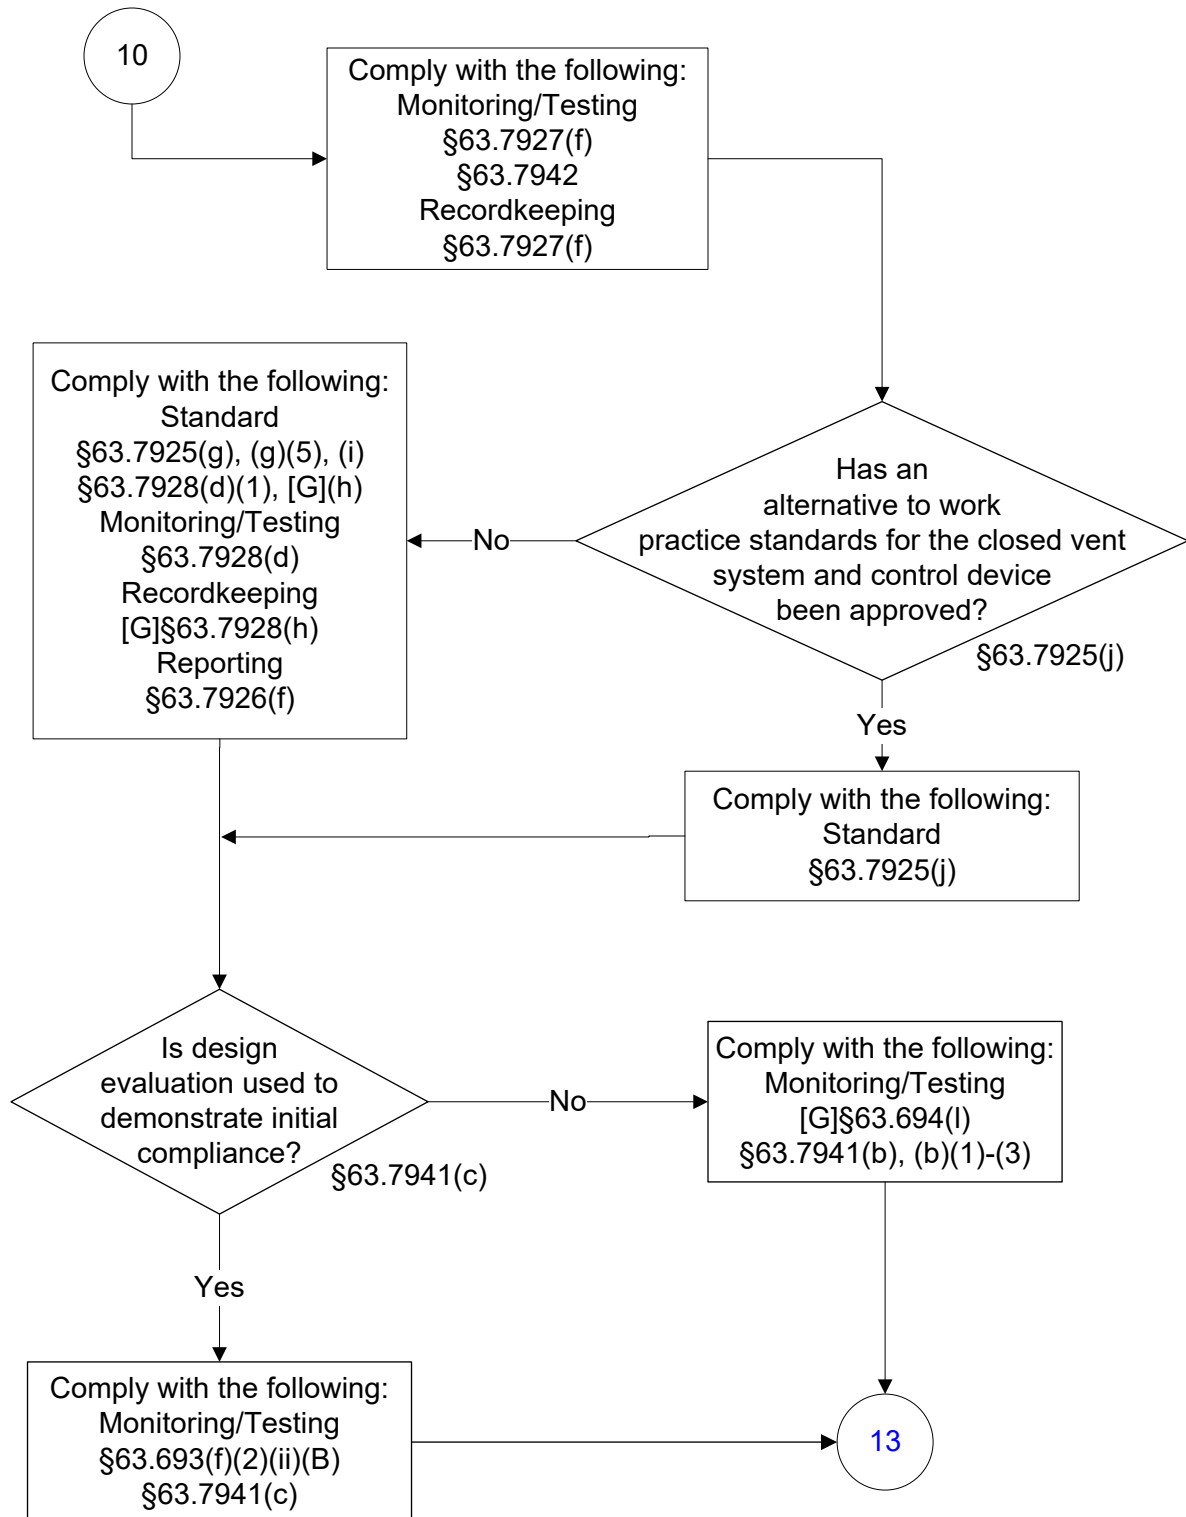 10
Comply with the following:
Monitoring/Testing
§63.7927(f)
§63.7942
Recordkeeping
§63.7927(f)
Comply with the following:
Standard
§63.7925(g), (g)(5), (i)
§63.7928(d)(1), [G](h)
Monitoring/Testing
§63.7928(d)
Recordkeeping
[G]§63.7928(h)
Reporting
§63.7926(f)
No
Has an
alternative to work
practice standards for the closed vent
system and control device
been approved?
§63.7925(j)
Yes
Comply with the following:
Standard
§63.7925(j)
Is design
evaluation used to
demonstrate initial
compliance?
§63.7941(c)
No
Comply with the following:
Monitoring/Testing
[G]§63.694(l)
§63.7941(b), (b)(1)-(3)
Yes
Comply with the following:
Monitoring/Testing
§63.693(f)(2)(ii)(B)
§63.7941(c)
13